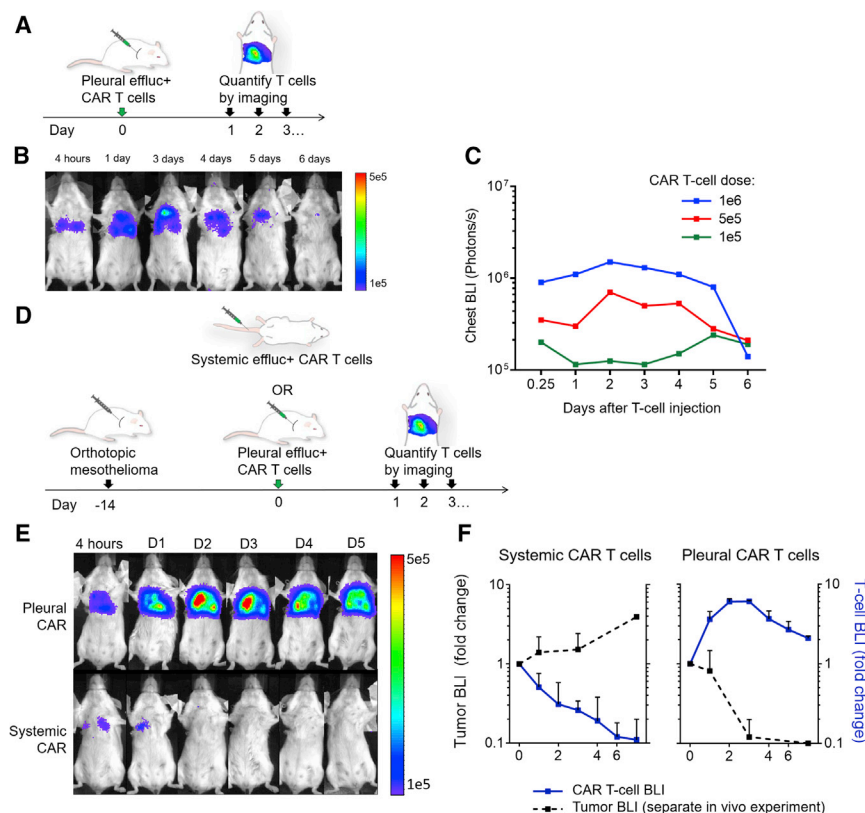 A
Pleural effluc+
CAR T cells
Quantify T cells
by imaging
Day 0 1 2 3...
B
4 hours 1 day 3 days 4 days 5 days 6 days
5e5
1e5
C
CAR T-cell dose:
1e6
5e5
1e5
Chest BLI (Photons/s)
10⁷
10⁶
10⁵
0.25 1 2 3 4 5 6
Days after T-cell injection
D
Systemic effluc+ CAR T cells
OR
Orthotopic
mesothelioma
Pleural effluc+
CAR T cells
Quantify T cells
by imaging
Day -14 0 1 2 3...
E
4 hours D1 D2 D3 D4 D5
Pleural
CAR
Systemic
CAR
5e5
1e5
F
Systemic CAR T cells Pleural CAR T cells
Tumor BLI (fold change)
10
1
0.1
0 2 4 6
0 2 4 6
10
1
0.1
T-cell BLI (fold change)
CAR T-cell BLI
Tumor BLI (separate in vivo experiment)